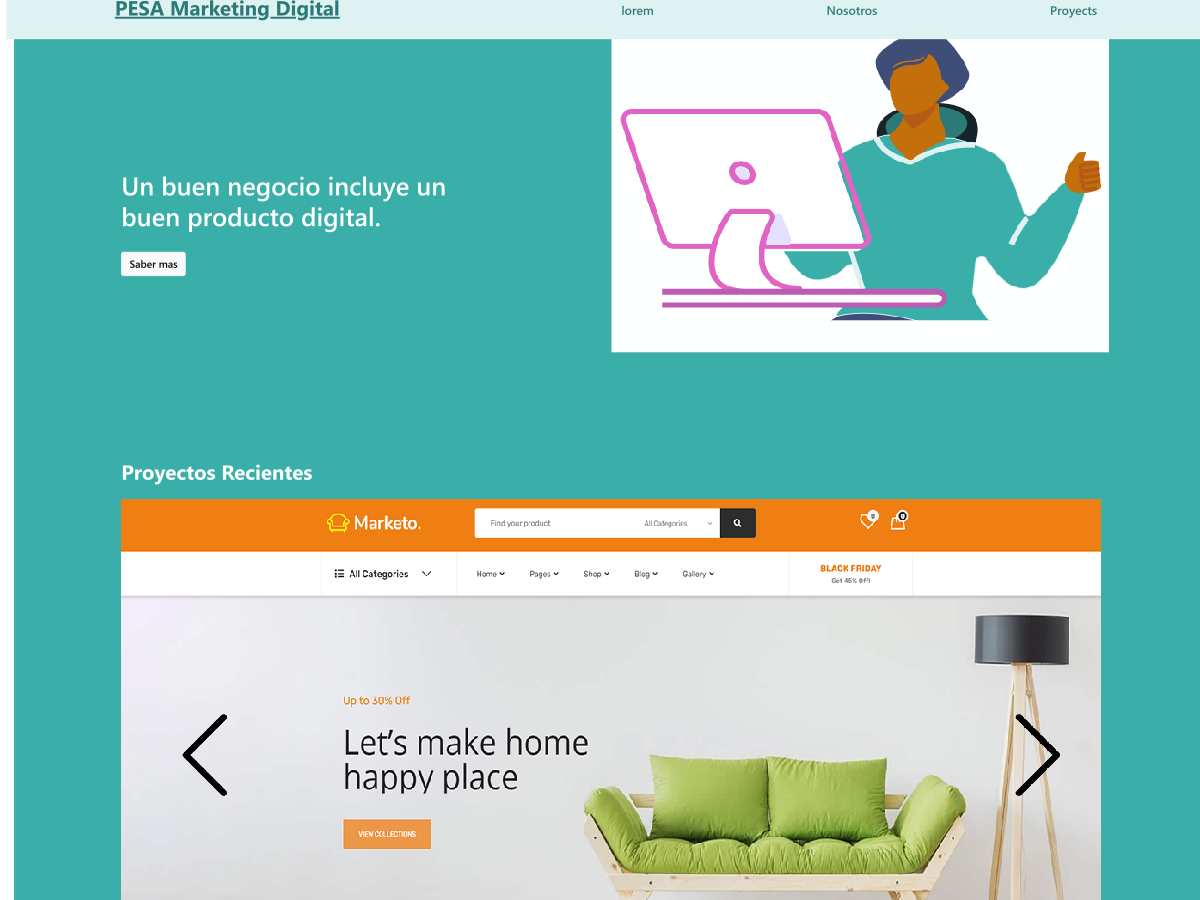 PESA Marketing Digital
lorem
Nosotros
Proyects
Un buen negocio incluye un
buen producto digital.
Saber mas
Proyectos Recientes
Marketo.
Find your product
All Categories
0
0
All Categories
Home
Pages
Shop
Blog
Gallery
BLACK FRIDAY
Get 45% Off!
Up to 30% Off
Let's make home
happy place
VIEW COLLECTIONS